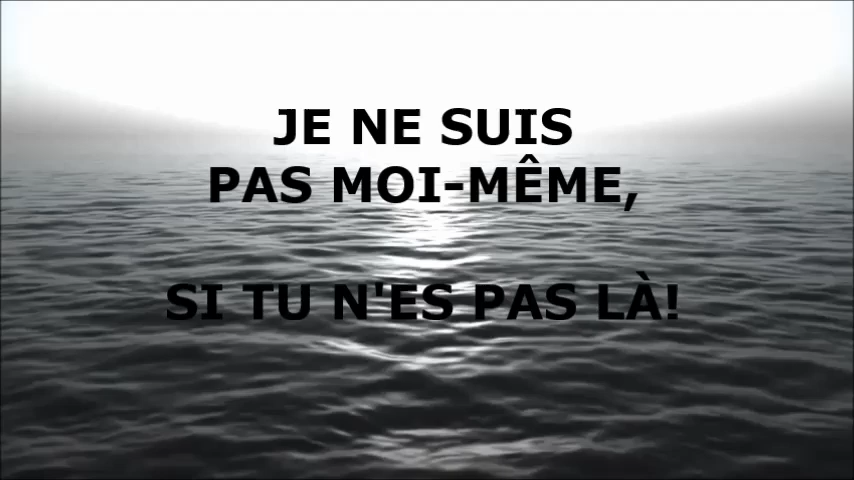 JE NE SUIS
PAS MOI-MÊME,
SI TU N'ES PAS LÀ!